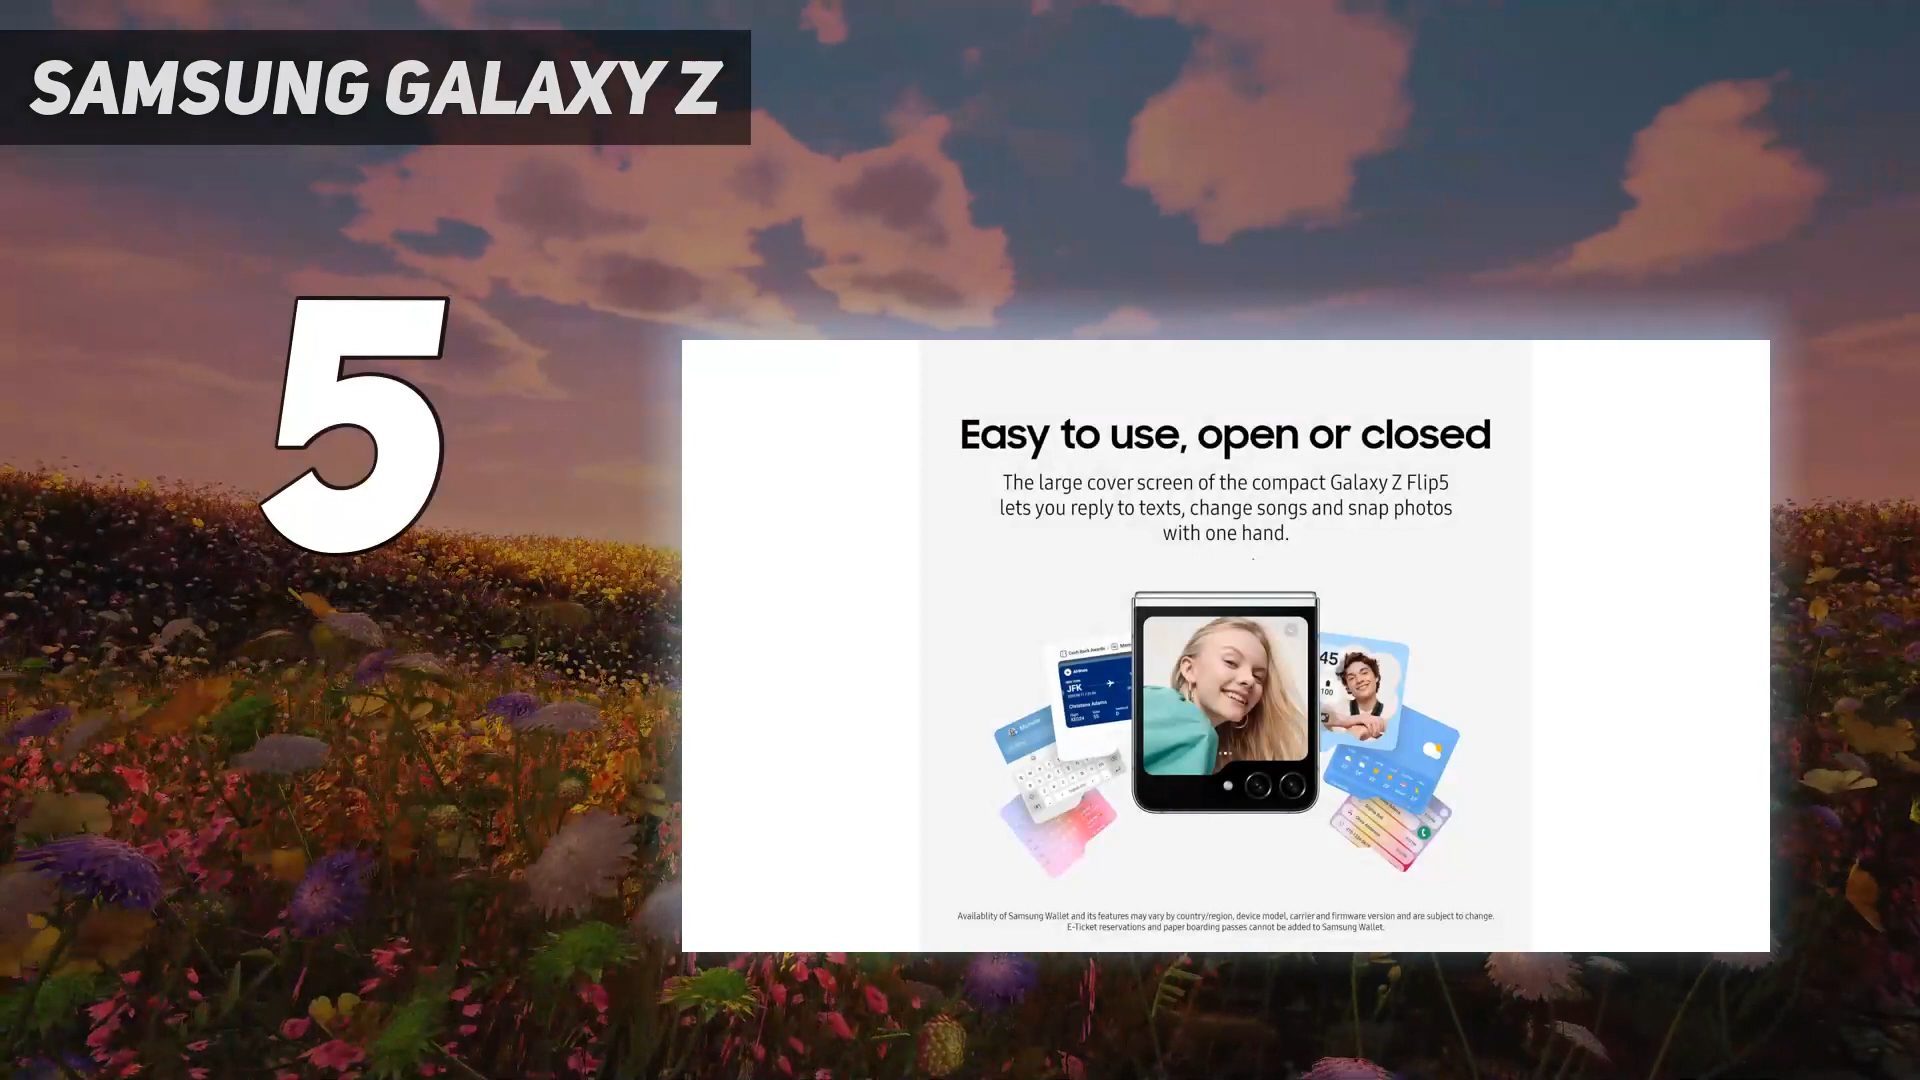 SAMSUNG GALAXY Z
5
Easy to use, open or closed
The large cover screen of the compact Galaxy Z Flip5
lets you reply to texts, change songs and snap photos
with one hand.
JFK
45
100
Availablity of Samsung Wallet and its features may vary by country/region, device model, carrier and firmware version and are subject to change.
E-Ticket reservations and paper boarding passes cannot be added to Samsung Wallet.